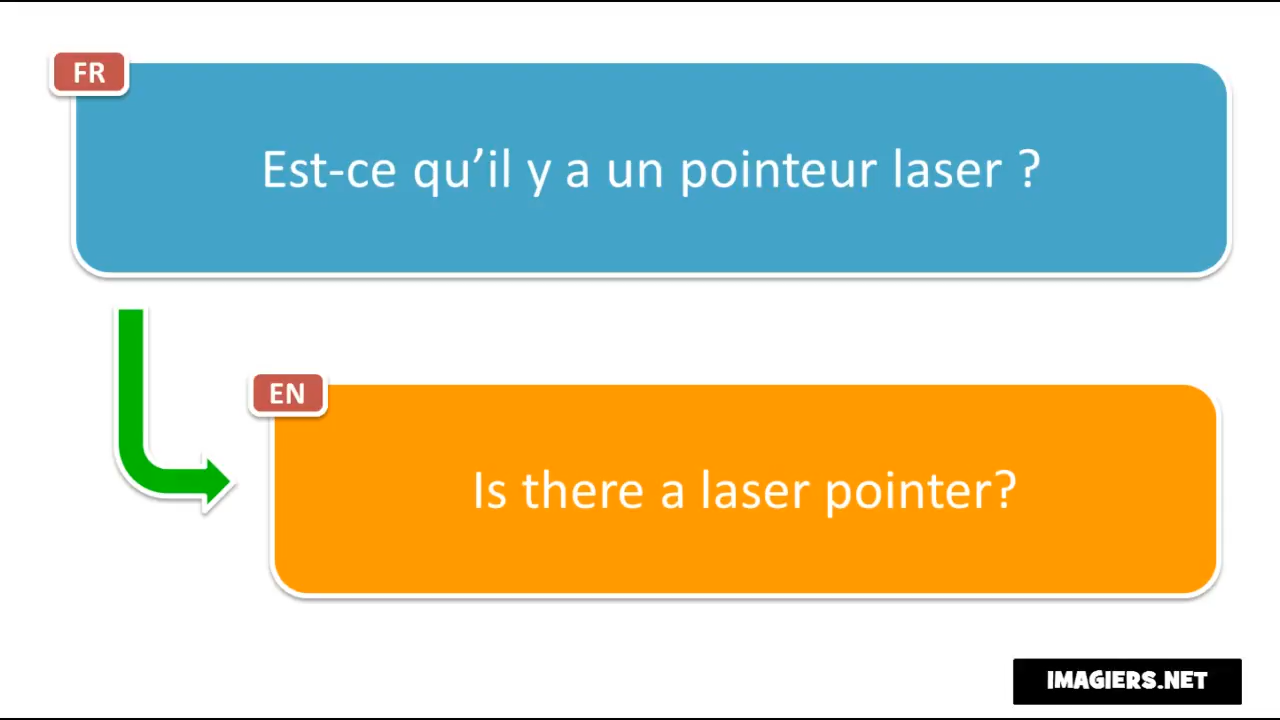 FR
Est-ce qu’il y a un pointeur laser ?
EN
Is there a laser pointer?
IMAGIERS.NET